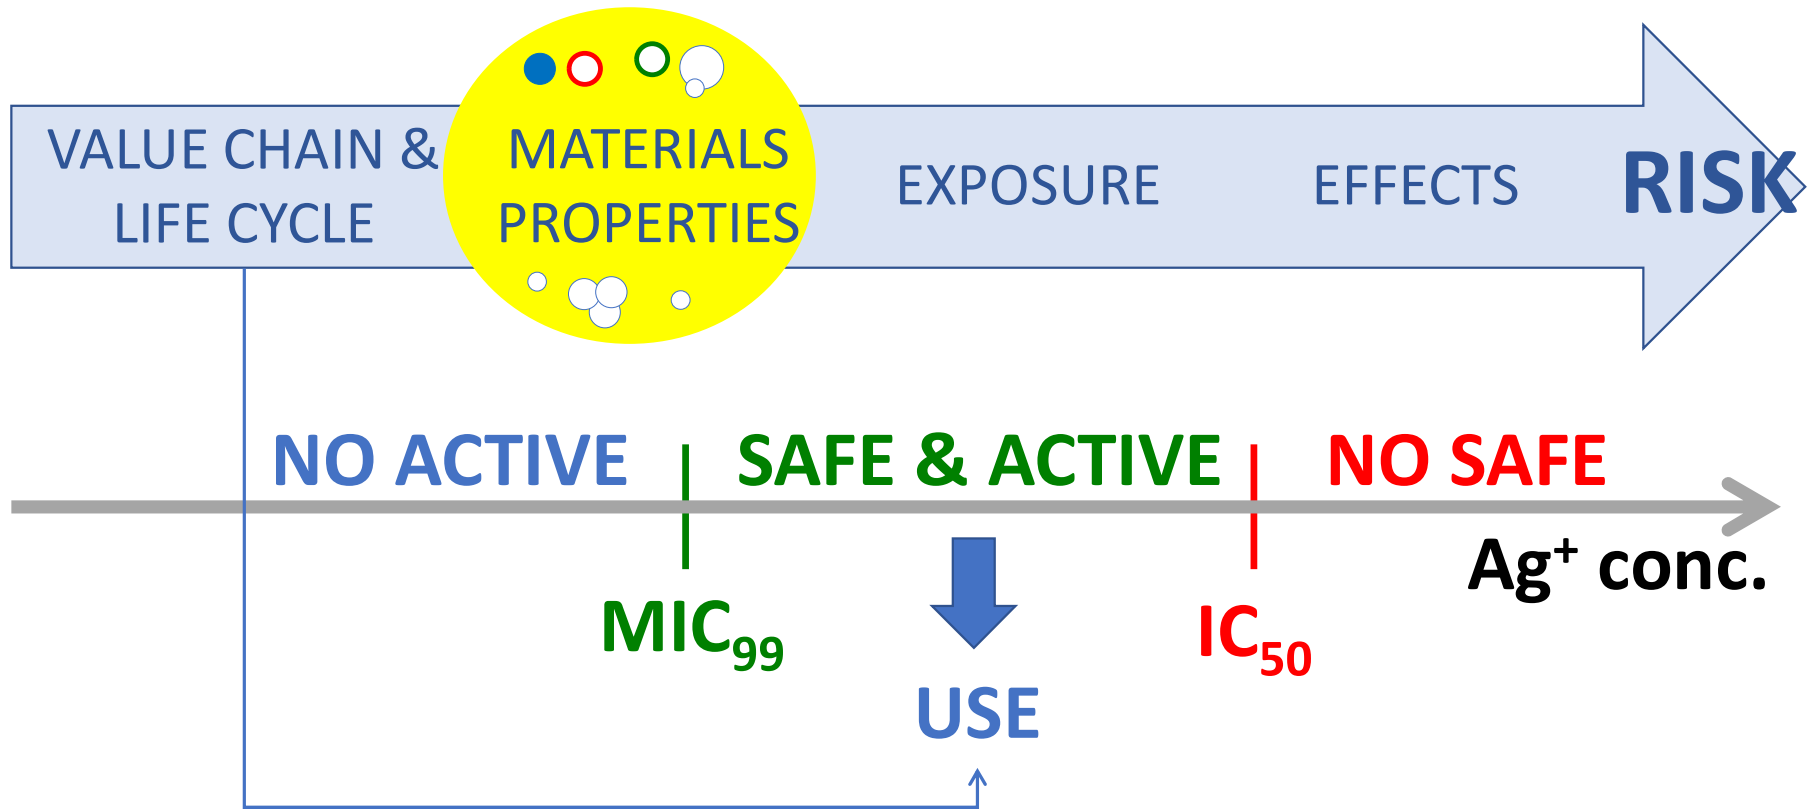 VALUE CHAIN &
LIFE CYCLE
MATERIALS
PROPERTIES
EXPOSURE
EFFECTS
RISK
NO ACTIVE
SAFE & ACTIVE
NO SAFE
Ag⁺ conc.
MIC₉₉
IC₅₀
USE